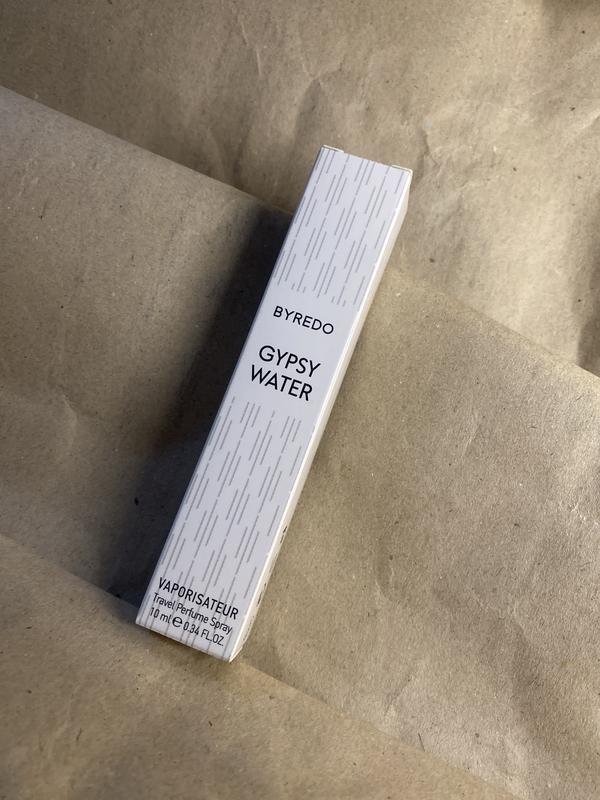 BYREDO
GYPSY
WATER
VAPORISATEUR
Travel Perfume Spray
10 ml ℮ 0.34 FL.OZ.